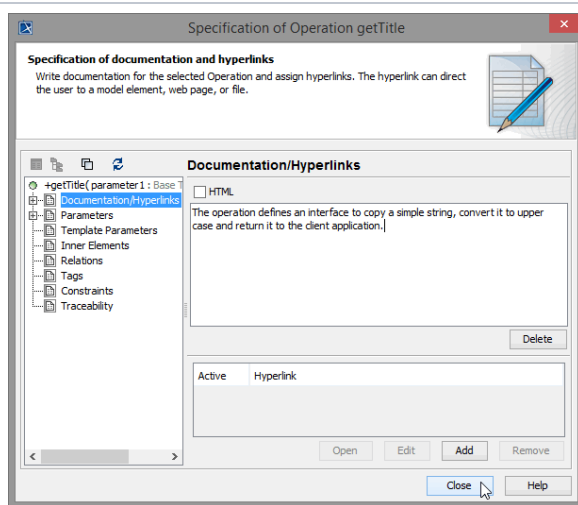 Specification of Operation getTitle
Specification of documentation and hyperlinks
Write documentation for the selected Operation and assign hyperlinks. The hyperlink can direct
the user to a model element, web page, or file.
Documentation/Hyperlinks
+getTitle( parameter1 : Base T
Documentation/Hyperlinks
Parameters
Template Parameters
Inner Elements
Relations
Tags
Constraints
Traceability
HTML
The operation defines an interface to copy a simple string, convert it to upper
case and return it to the client application.
Delete
Active Hyperlink
Open Edit Add Remove
Close Help